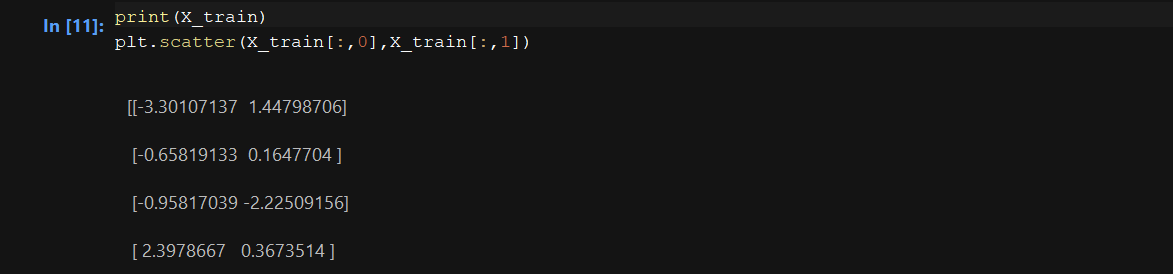 In [11]: print(X_train)
plt.scatter(X_train[:,0],X_train[:,1])
[[-3.30107137 1.44798706]
[-0.65819133 0.1647704 ]
[-0.95817039 -2.22509156]
[ 2.3978667 0.3673514 ]